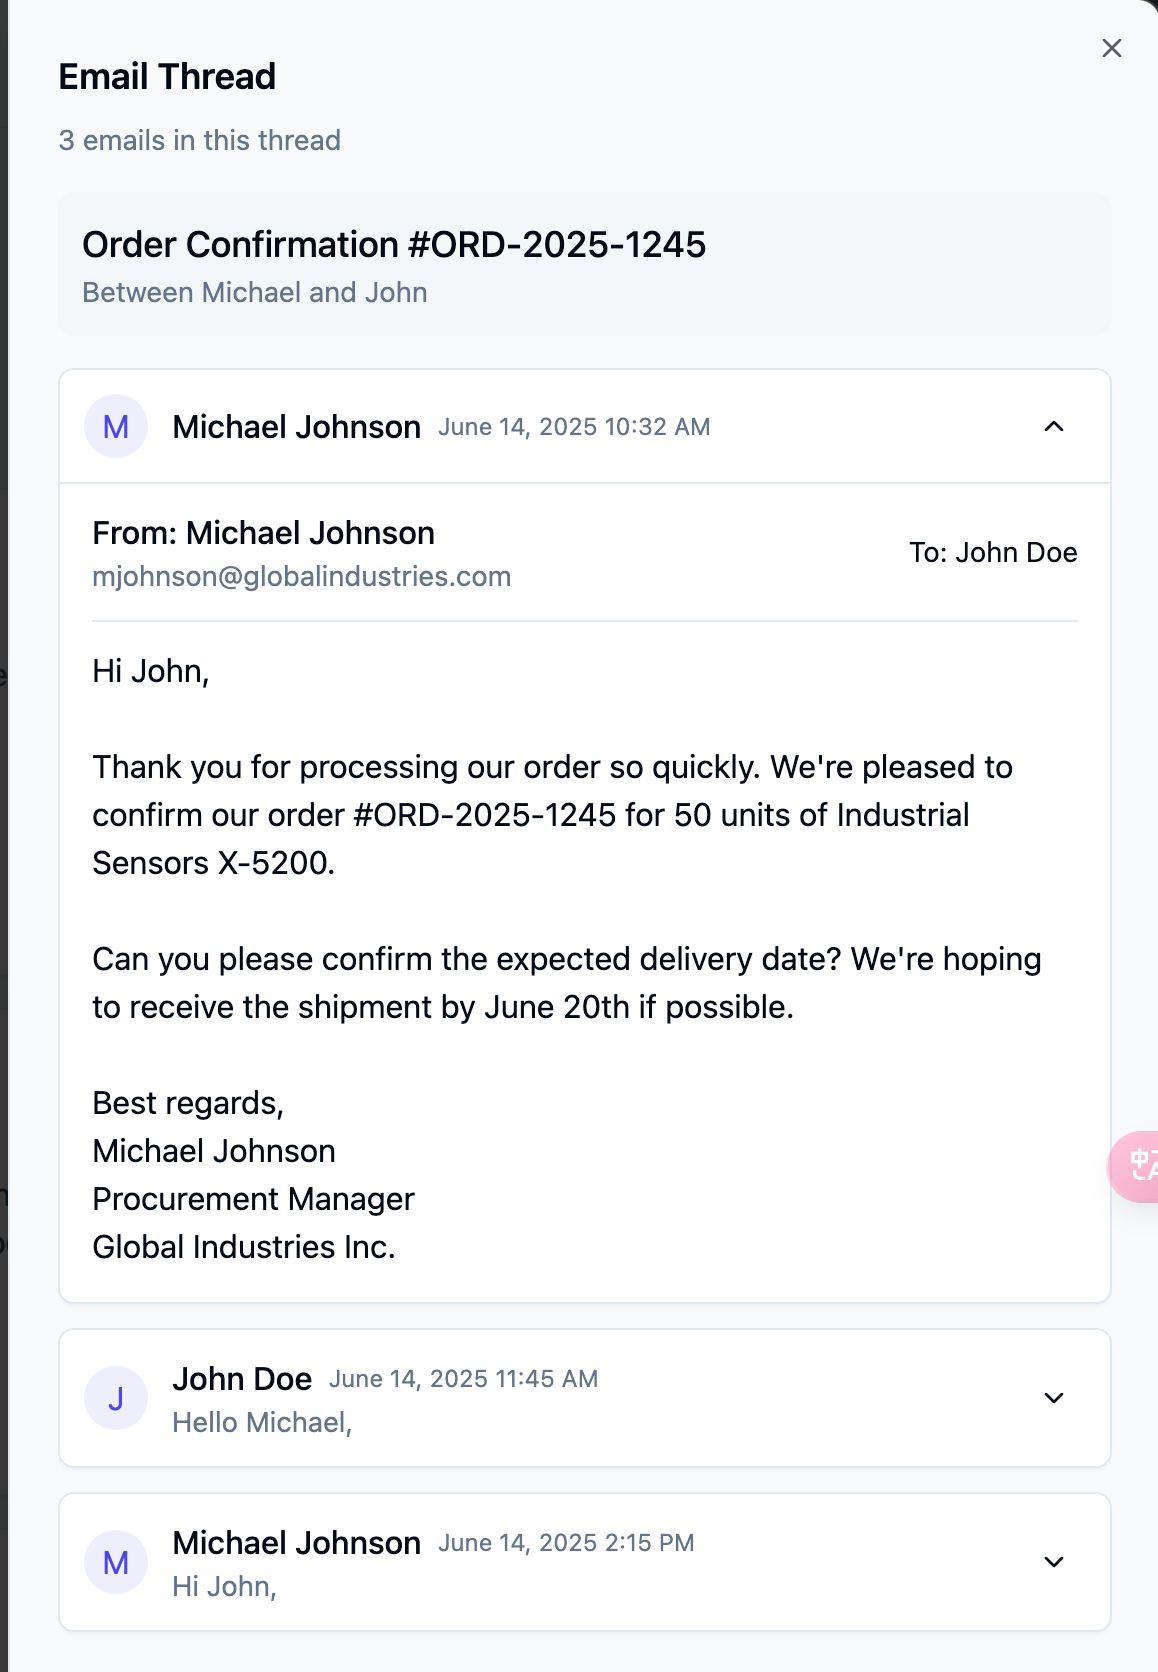 Email Thread
3 emails in this thread
Order Confirmation #ORD-2025-1245
Between Michael and John
M
Michael Johnson June 14, 2025 10:32 AM
From: Michael Johnson
mjohnson@globalindustries.com
To: John Doe
Hi John,
Thank you for processing our order so quickly. We're pleased to
confirm our order #ORD-2025-1245 for 50 units of Industrial
Sensors X-5200.
Can you please confirm the expected delivery date? We're hoping
to receive the shipment by June 20th if possible.
Best regards,
Michael Johnson
Procurement Manager
Global Industries Inc.
J
John Doe June 14, 2025 11:45 AM
Hello Michael,
M
Michael Johnson June 14, 2025 2:15 PM
Hi John,